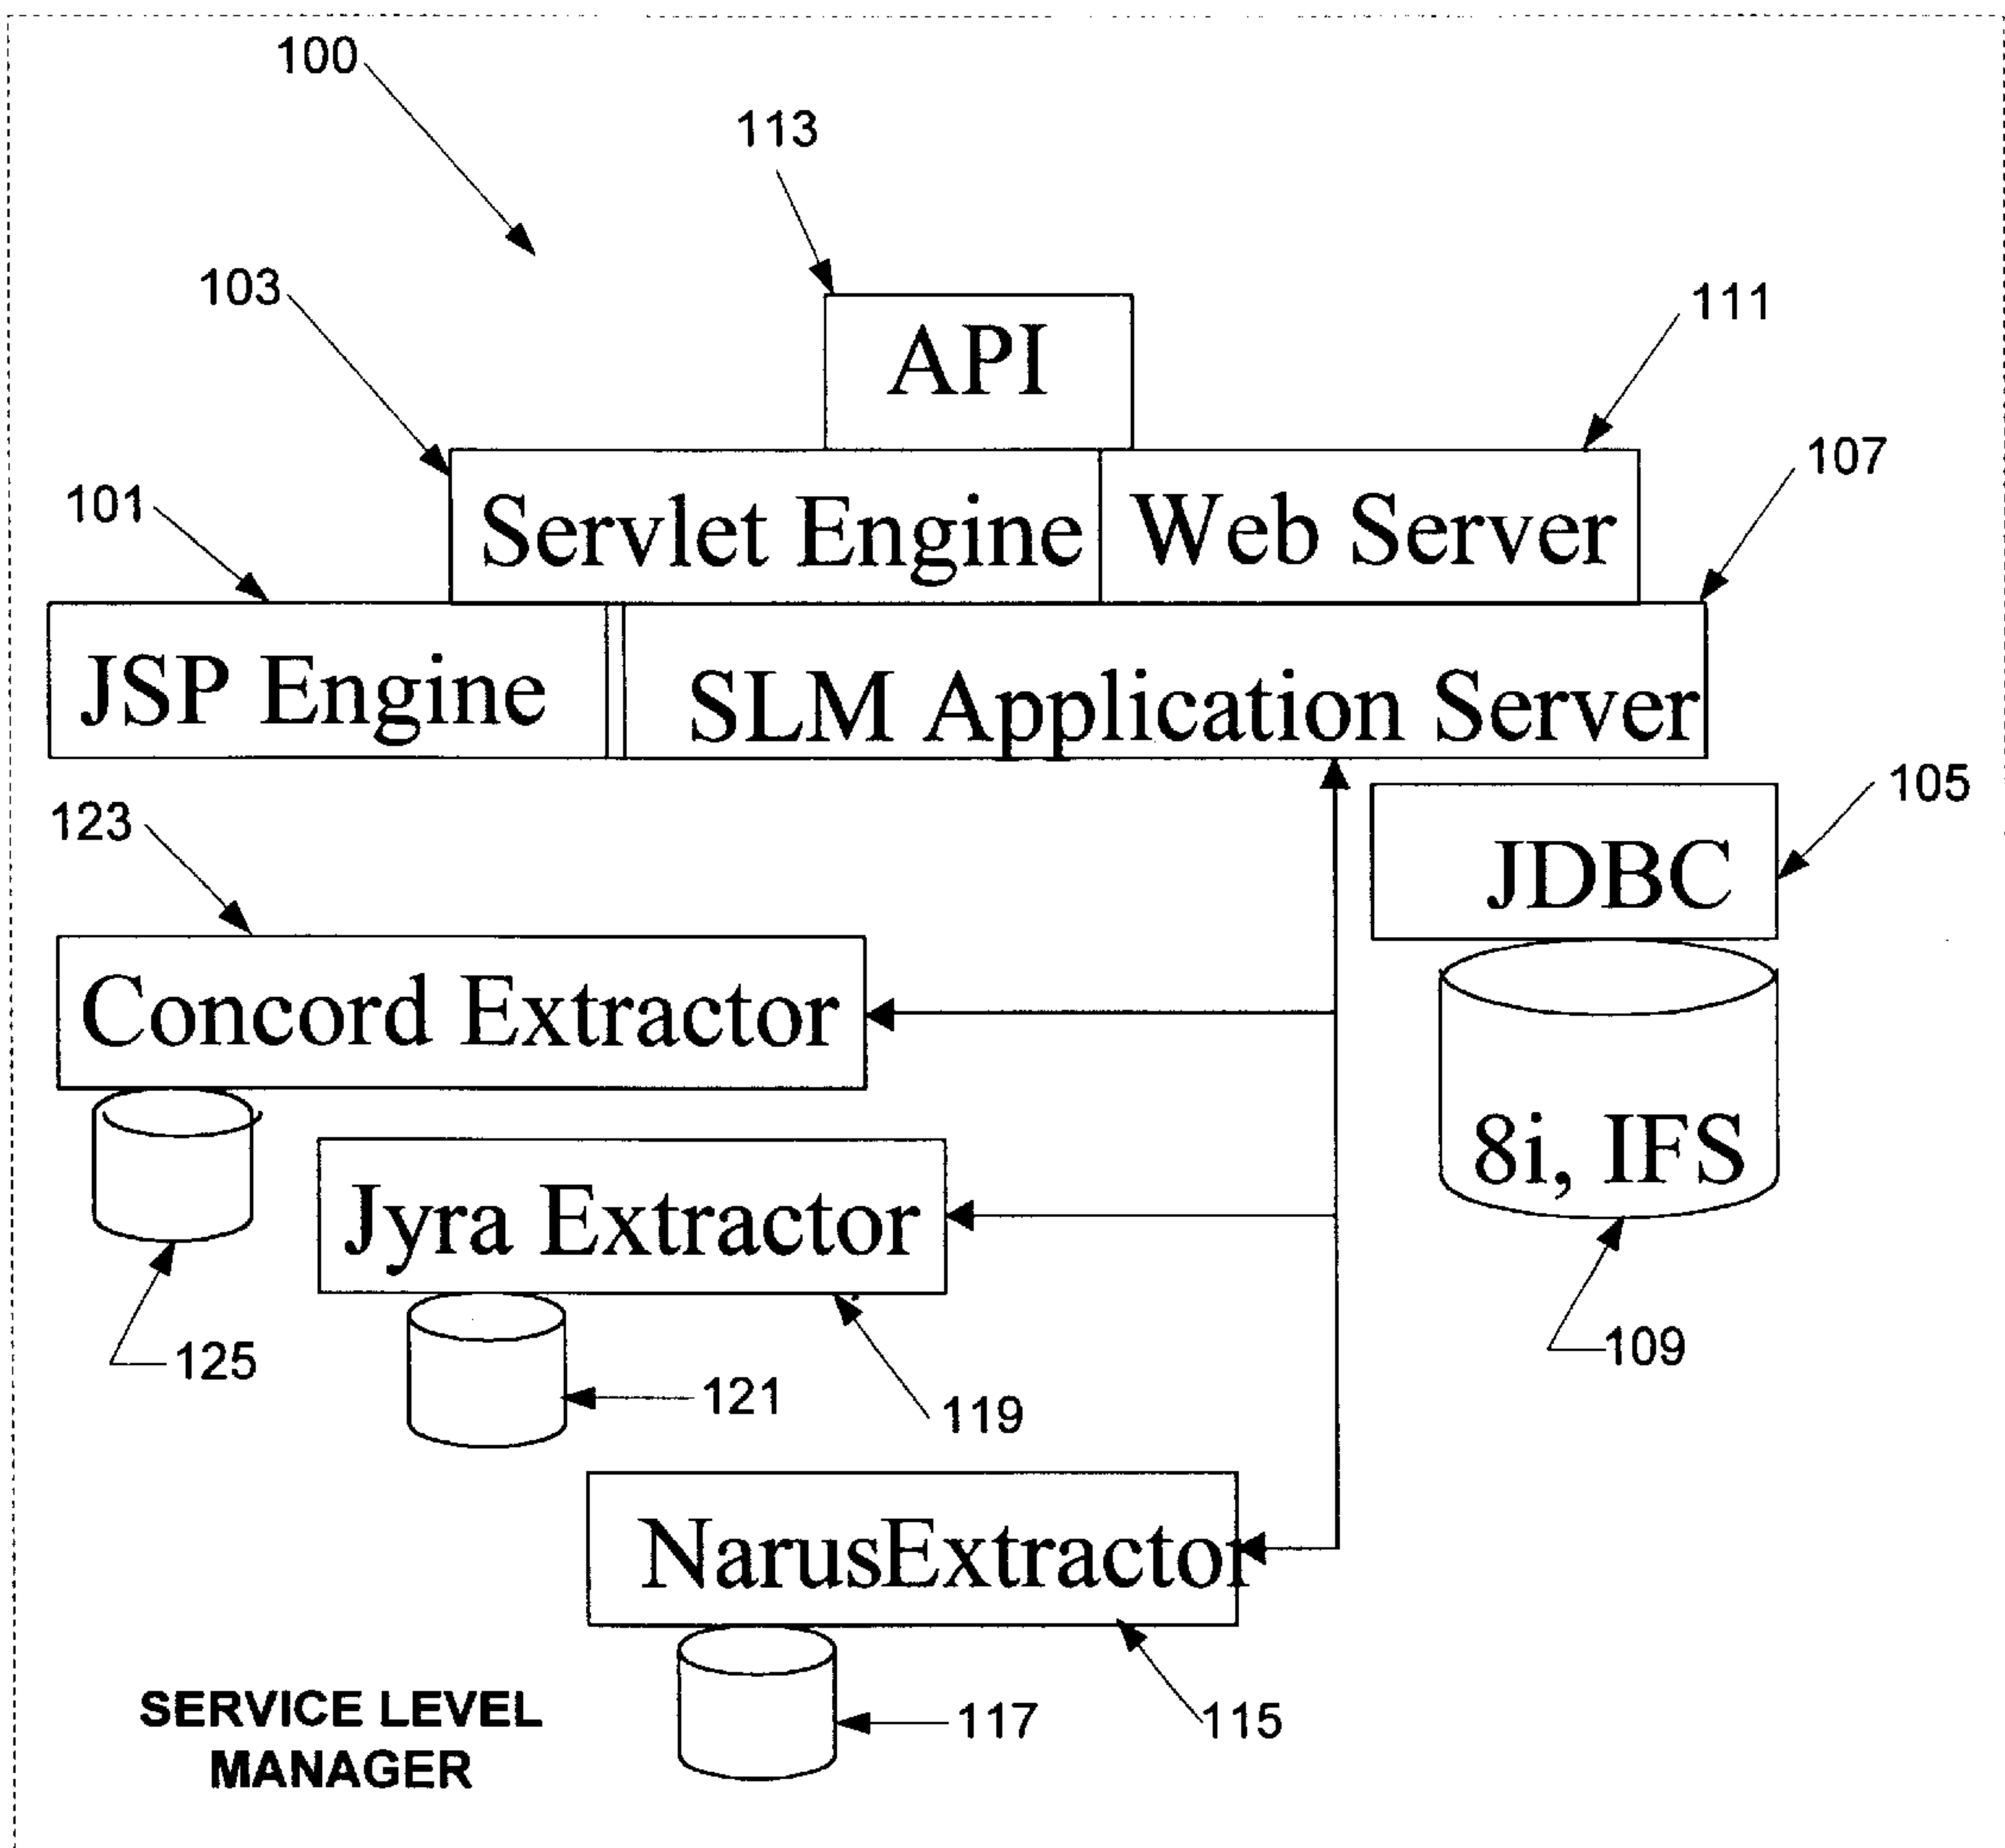 100
113
103
111
API
107
101
Servlet Engine
Web Server
JSP Engine
SLM Application Server
105
123
JDBC
Concord Extractor
8i, IFS
Jyra Extractor
125
109
121
119
NarusExtractor
117
115
SERVICE LEVEL
MANAGER